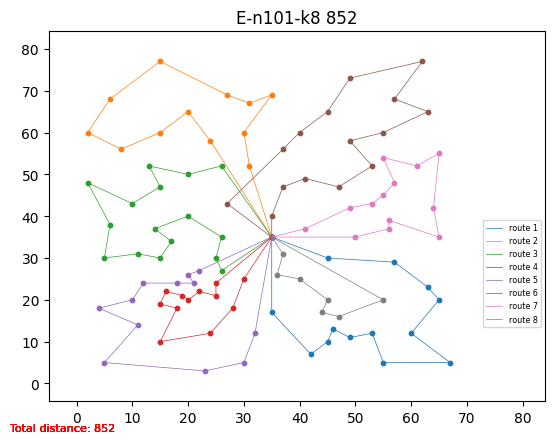 E-n101-k8 852
80
70
60
50
40
30
20
10
0
0 10 20 30 40 50 60 70 80
route 1
route 2
route 3
route 4
route 5
route 6
route 7
route 8
Total distance: 852